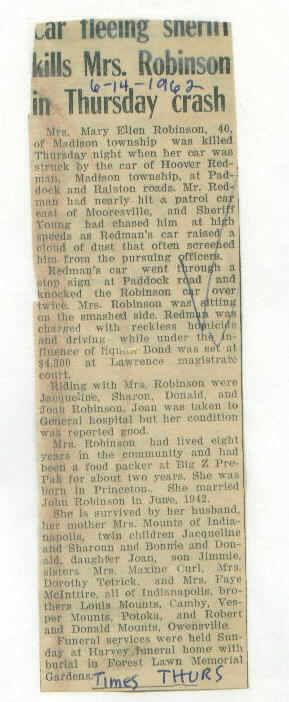 Car fleeing sheriff
kills Mrs. Robinson
6-14-1962
in Thursday crash
Mrs. Mary Ellen Robinson, 40,
of Madison township was killed
Thursday night when her car was
struck by the car of Hoover Red-
man, Madison township, at Pad-
dock and Ralston roads. Mr. Red-
man had nearly hit a patrol car
east of Mooresville, and Sheriff
Young had chased him at high
speeds as Redman's car raised a
cloud of dust that often screened
him from the pursuing officers.
Redman's car went through a
stop sign at Paddock road and
knocked the Robinson car over
twice. Mrs. Robinson was sitting
on the smashed side. Redman was
charged with reckless homicide
and driving while under the in-
fluence of liquor. Bond was set at
$4,300 at Lawrence magistrate
court.
Riding with Mrs. Robinson were
Jacqueline, Sharon, Donald, and
Joan Robinson. Joan was taken to
General hospital but her condition
was reported good.
Mrs. Robinson had lived eight
years in the community and had
been a food packer at Big Z Pre-
Pak for about two years. She was
born in Princeton. She married
John Robinson in June, 1942.
She is survived by her husband,
her mother Mrs. Mounts of India-
napolis, twin children Jacqueline
and Sharonn and Bonnie and Don-
ald, daughter Joan, son Jimmie,
sisters Mrs. Maxine Curl, Mrs.
Dorothy Tetrick, and Mrs. Faye
McInttire, all of Indianapolis, bro-
thers Louis Mounts, Camby, Ves-
per Mounts, Potoka, and Robert
and Donald Mounts, Owensville.
Funeral services were held Sun-
day at Harvey funeral home with
burial in Forest Lawn Memorial
Gardens.
Times THURS